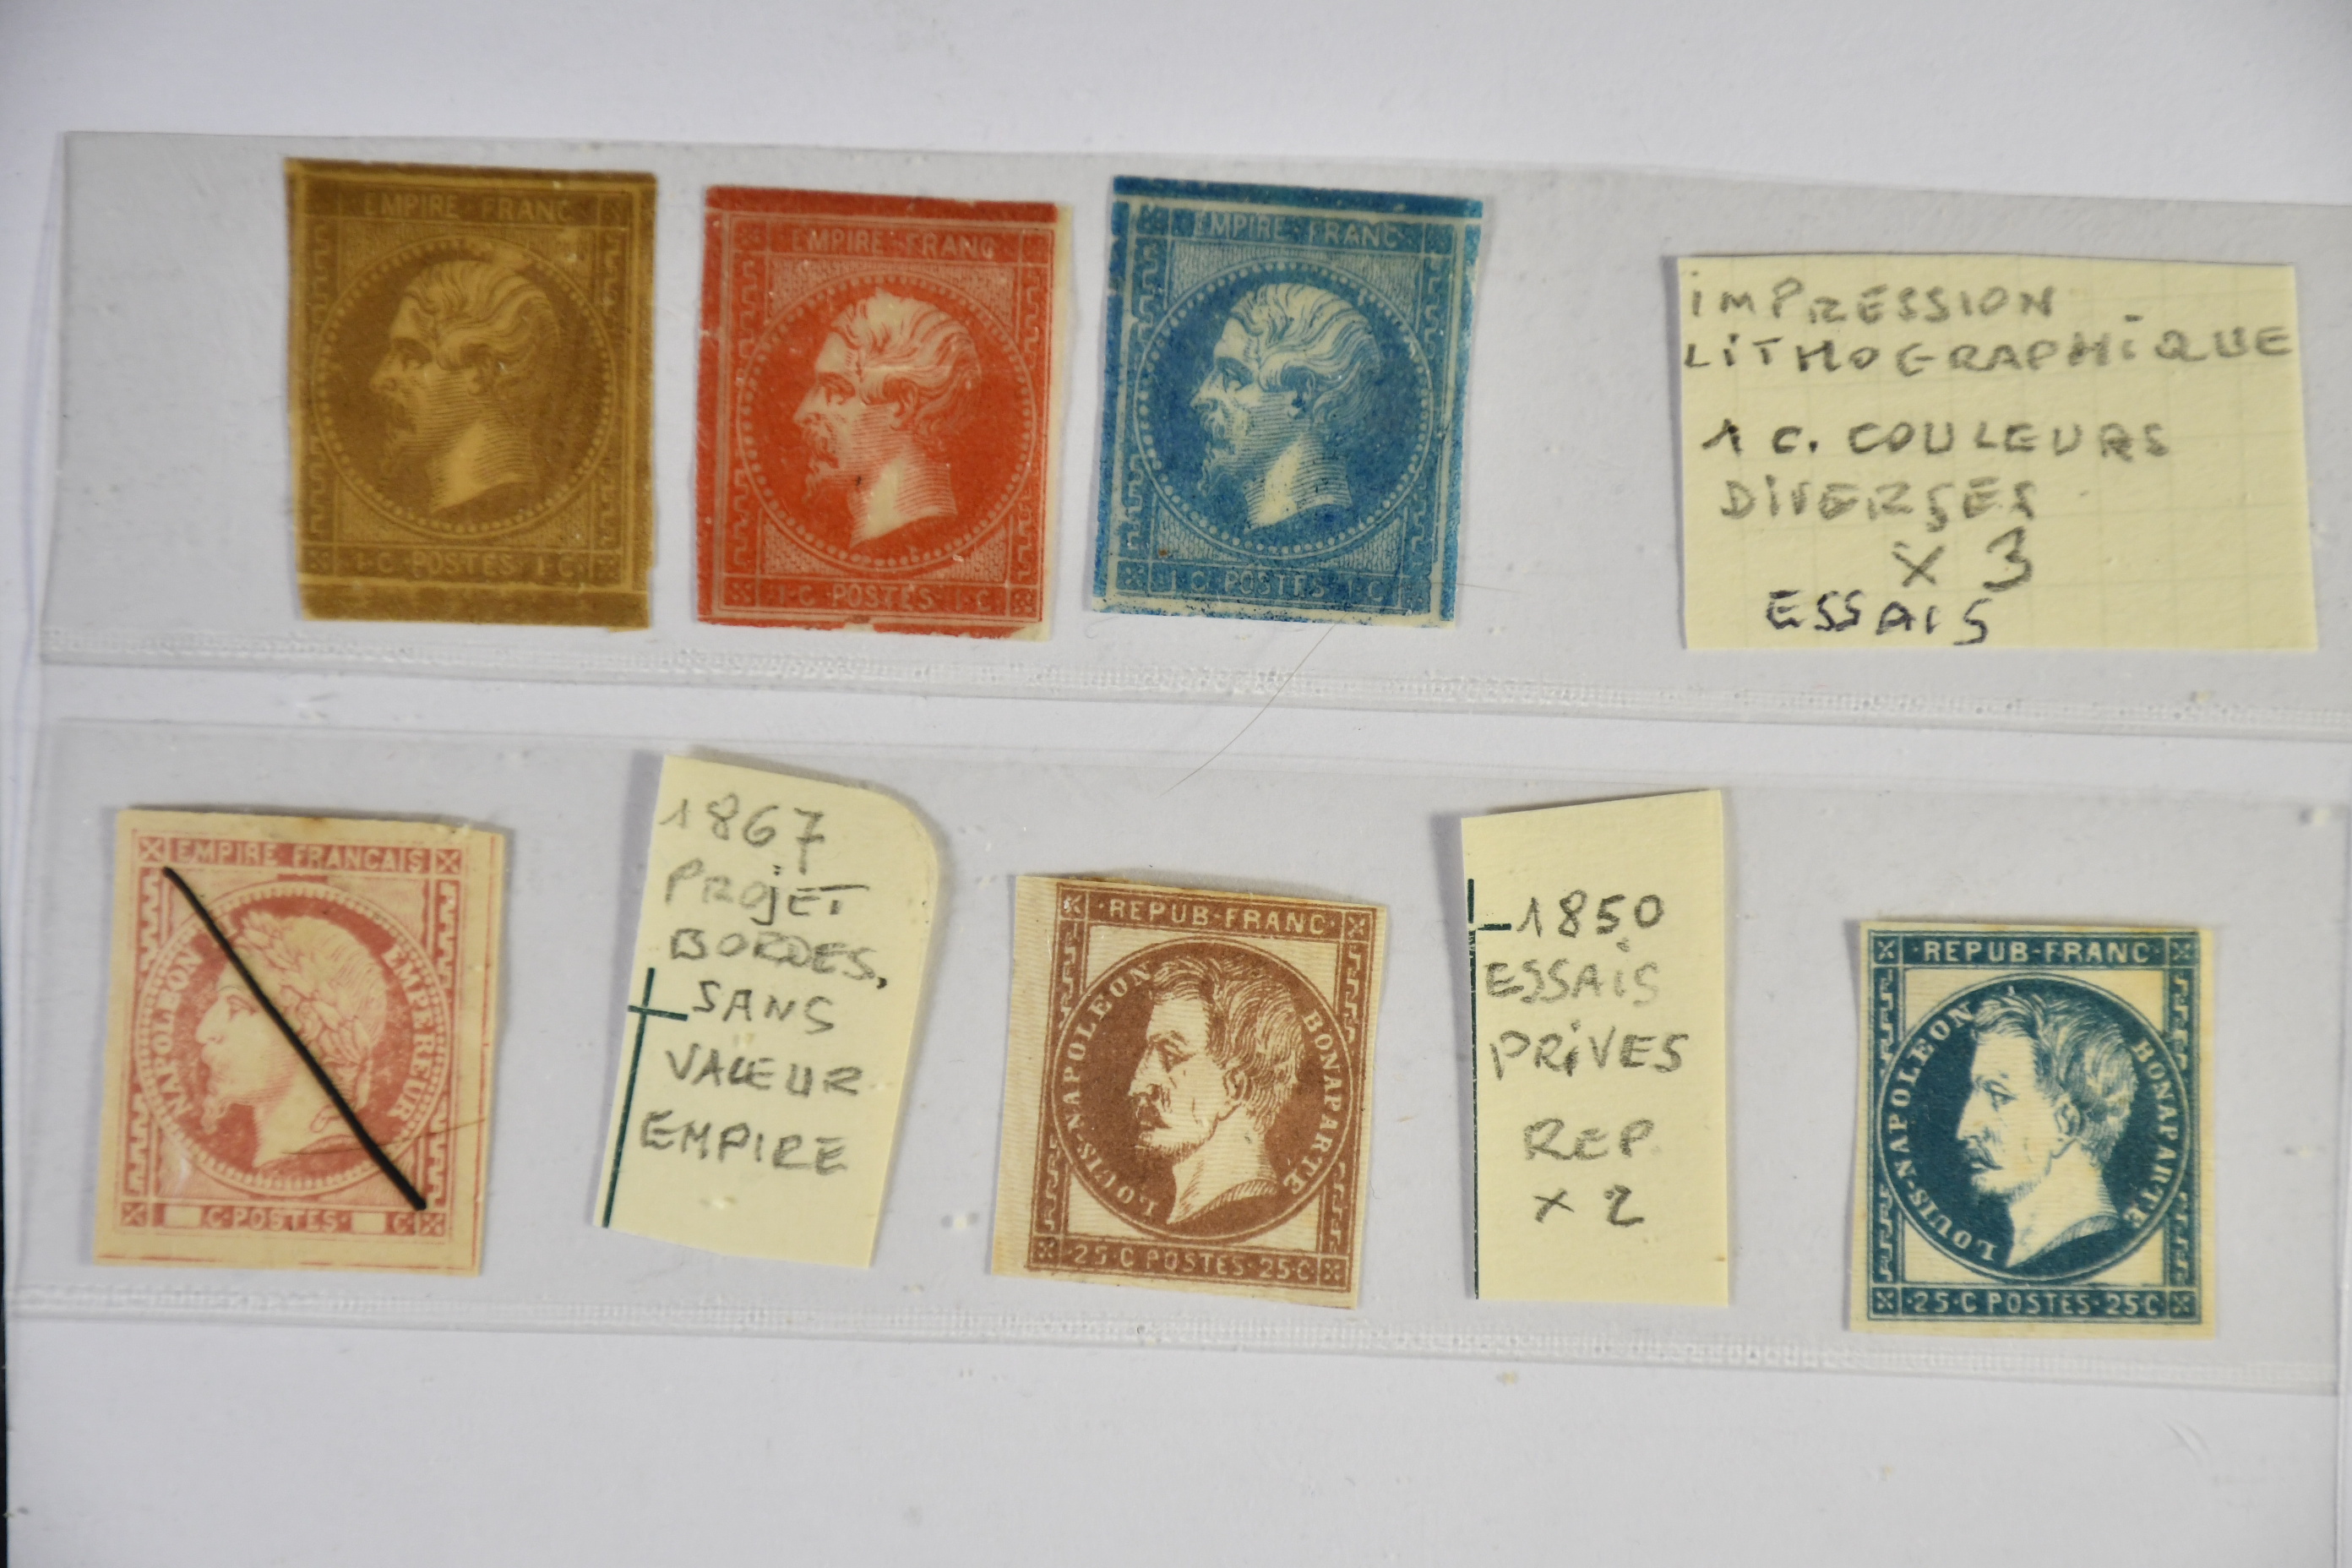 EMPIRE · FRANC
1·C·POSTES·1·C·
EMPIRE-FRANC
·1·C·POSTES·1·C
EMPIRE-FRANC
1·C·POSTES·1·C
iMPRESSION
LiTHOGRAPHiQUE
1 C. COULEURS
DiVERSES
x 3
ESSAIS
EMPIRE FRANCAIS
NAPOLEON EMPEREUR
C·POSTES· C
1867
PROjET
BORDES.
SANS
VALEUR
EMPIRE
·REPUB-FRANC·
LOUIS-NAPOLEON BONAPARTE
·25·C POSTES·25·C·
1850
ESSAiS
PRiVES
REP.
x 2
·REPUB-FRANC·
LOUIS-NAPOLEON BONAPARTE
·25·C POSTES·25C·